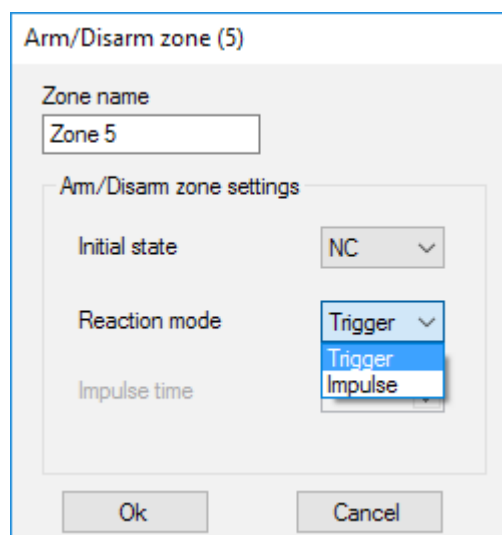 Arm/Disarm zone (5)
Zone name
Zone 5
Arm/Disarm zone settings
Initial state NC
Reaction mode Trigger
Trigger
Impulse
Impulse time
Ok Cancel